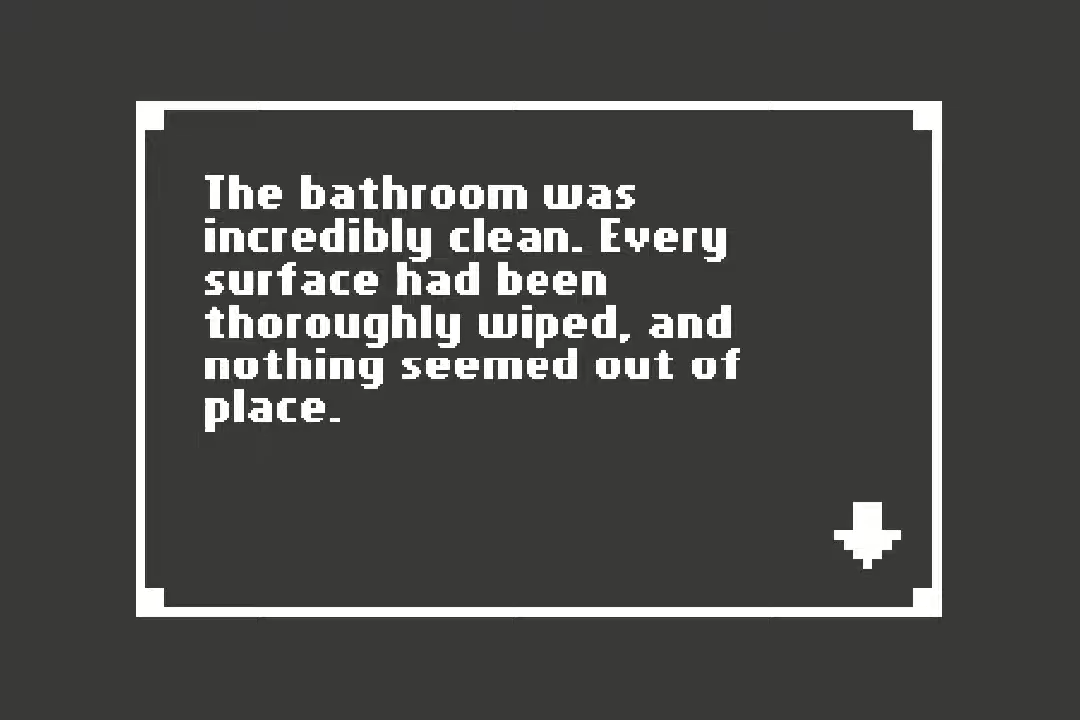 The bathroom was
incredibly clean. Every
surface had been
thoroughly wiped, and
nothing seemed out of
place.